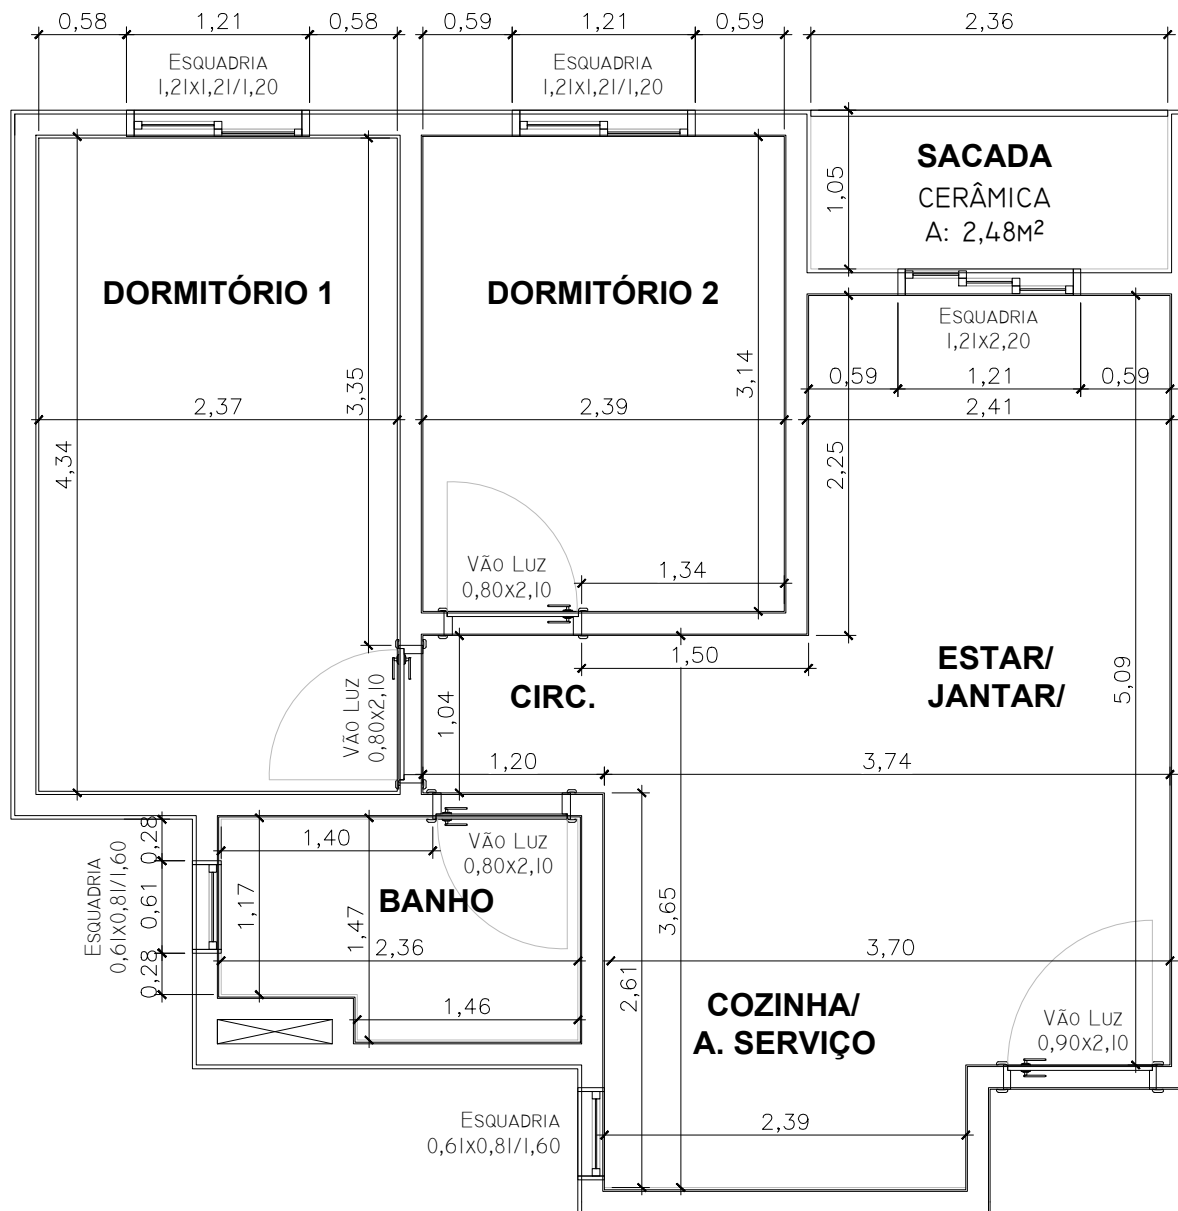 0,58
1,21
0,58
0,59
1,21
0,59
2,36
ESQUADRIA
1,21x1,21/1,20
ESQUADRIA
1,21x1,21/1,20
SACADA
CERÂMICA
A: 2,48M²
1,05
DORMITÓRIO 1
DORMITÓRIO 2
ESQUADRIA
1,21x2,20
0,59
1,21
0,59
2,37
3,35
4,34
2,39
3,14
2,41
2,25
VÃO LUZ
0,80x2,10
1,34
1,50
ESTAR/
JANTAR/
5,09
CIRC.
VÃO LUZ
0,80x2,10
1,04
1,20
3,74
ESQUADRIA
0,61x0,81/1,60
0,28
0,61
0,28
1,40
VÃO LUZ
0,80x2,10
1,17
1,47
BANHO
2,36
1,46
3,65
2,61
3,70
COZINHA/
A. SERVIÇO
VÃO LUZ
0,90x2,10
ESQUADRIA
0,61x0,81/1,60
2,39